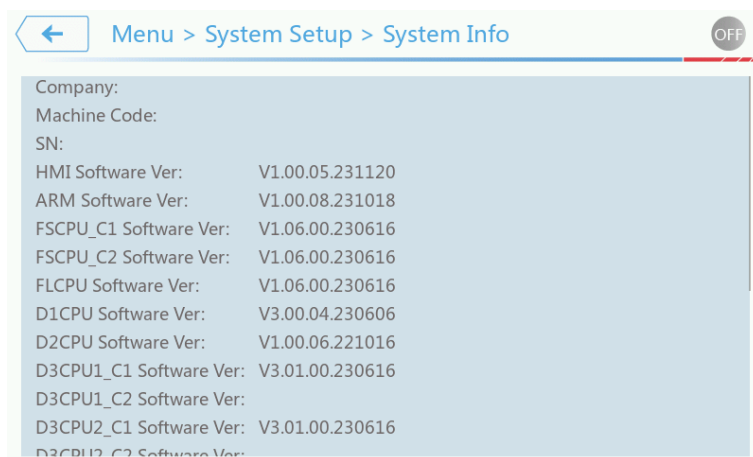 Menu > System Setup > System Info
OFF
Company:
Machine Code:
SN:
HMI Software Ver: V1.00.05.231120
ARM Software Ver: V1.00.08.231018
FSCPU_C1 Software Ver: V1.06.00.230616
FSCPU_C2 Software Ver: V1.06.00.230616
FLCPU Software Ver: V1.06.00.230616
D1CPU Software Ver: V3.00.04.230606
D2CPU Software Ver: V1.00.06.221016
D3CPU1_C1 Software Ver: V3.01.00.230616
D3CPU1_C2 Software Ver:
D3CPU2_C1 Software Ver: V3.01.00.230616
D3CPU2_C2 Software Ver: